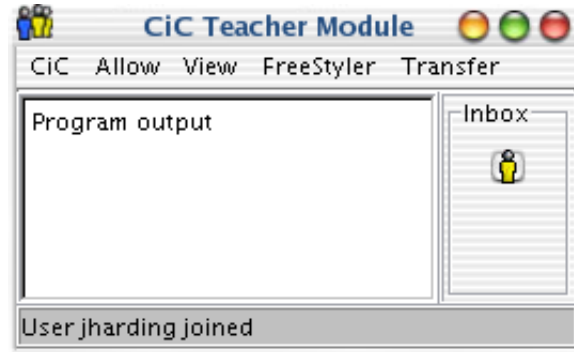 CiC Teacher Module
CiC Allow View FreeStyler Transfer
Program output
Inbox
User jharding joined